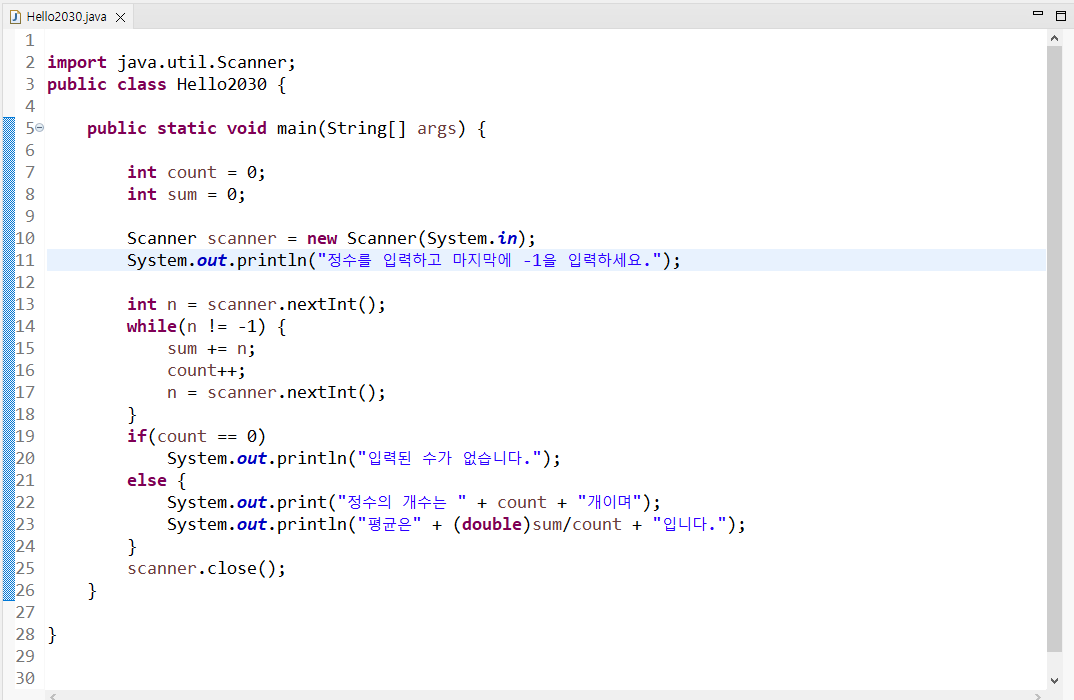 Hello2030.java
1
2 import java.util.Scanner;
3 public class Hello2030 {
4
5 public static void main(String[] args) {
6
7 int count = 0;
8 int sum = 0;
9
10 Scanner scanner = new Scanner(System.in);
11 System.out.println("정수를 입력하고 마지막에 -1을 입력하세요.");
12
13 int n = scanner.nextInt();
14 while(n != -1) {
15 sum += n;
16 count++;
17 n = scanner.nextInt();
18 }
19 if(count == 0)
20 System.out.println("입력된 수가 없습니다.");
21 else {
22 System.out.print("정수의 개수는 " + count + "개이며");
23 System.out.println("평균은" + (double)sum/count + "입니다.");
24 }
25 scanner.close();
26 }
27
28 }
29
30